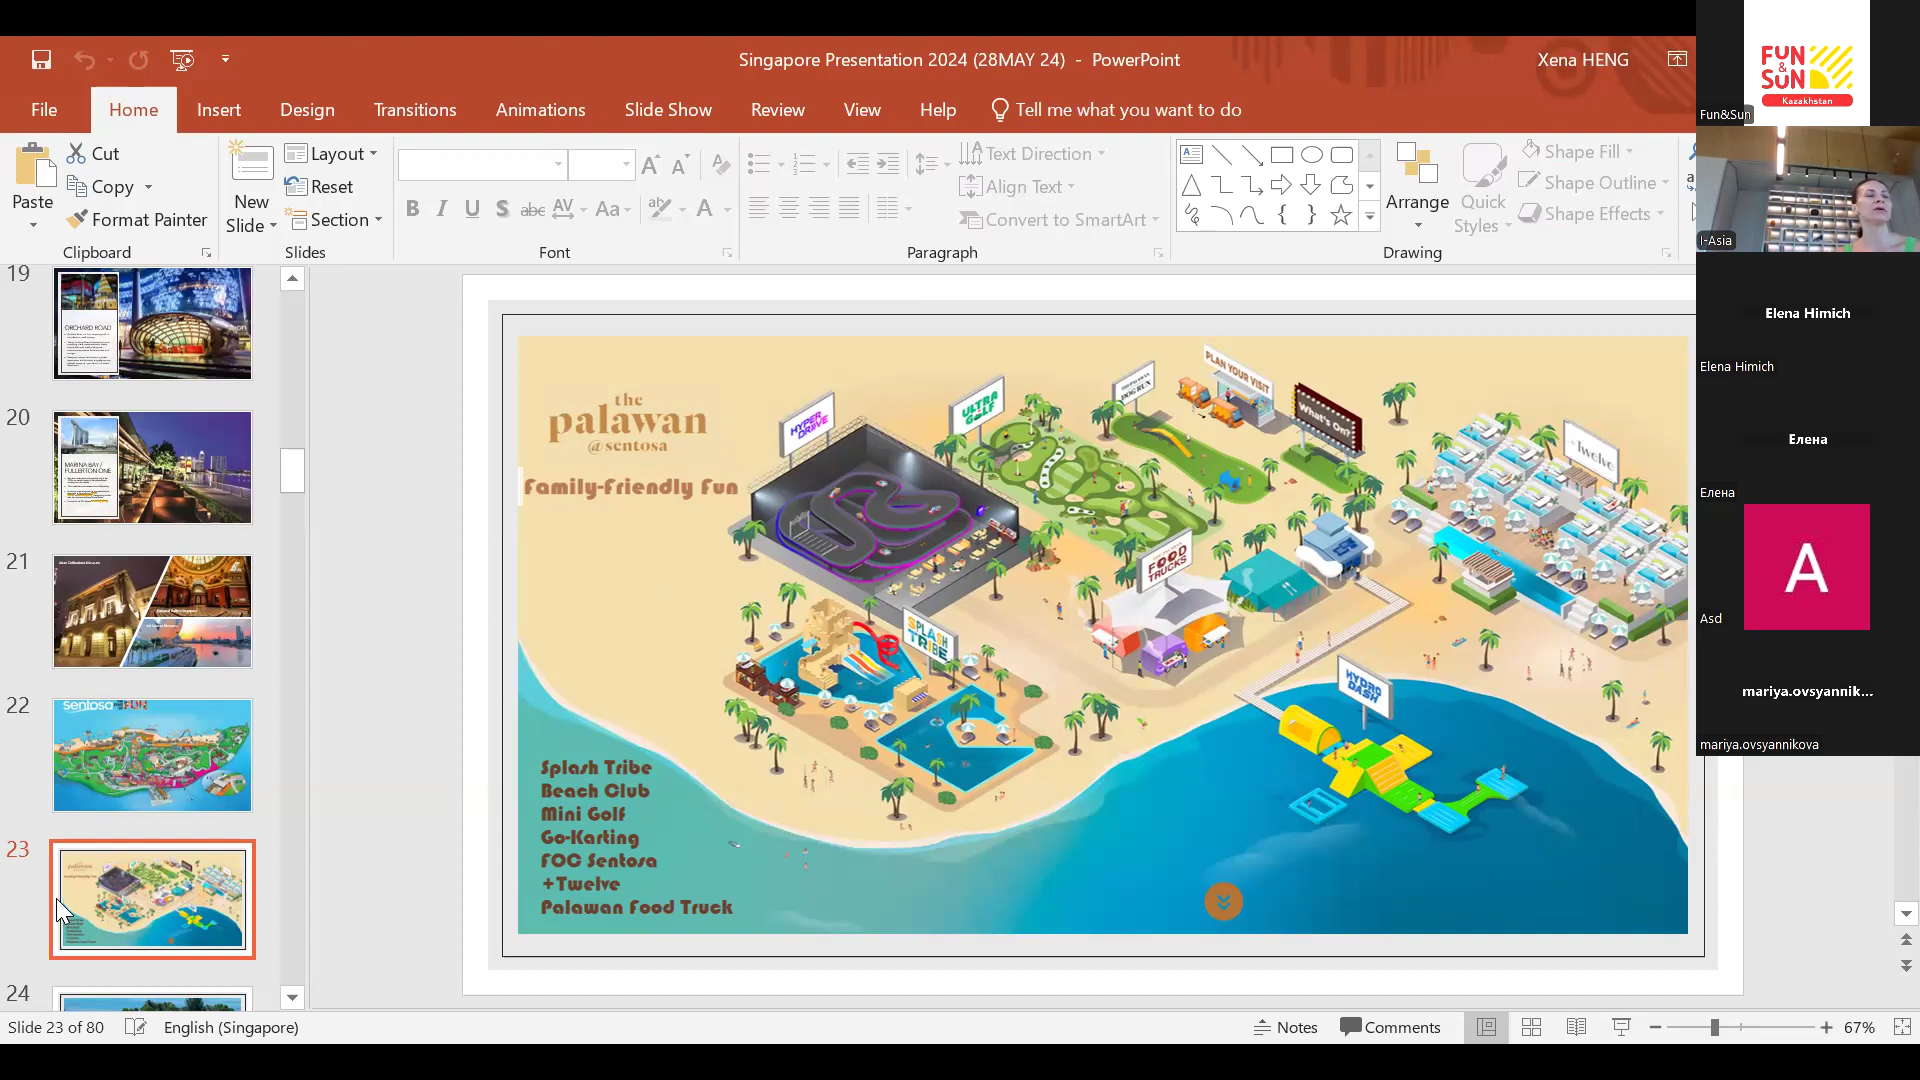 Singapore Presentation 2024 (28MAY 24) - PowerPoint
Xena HENG
File
Home
Insert
Design
Transitions
Animations
Slide Show
Review
View
Help
Tell me what you want to do
Paste
Cut
Copy
Format Painter
Clipboard
New
Slide
Layout
Reset
Section
Slides
B I U S abc AV Aa A
Font
Text Direction
Align Text
Convert to SmartArt
Paragraph
Arrange
Quick
Styles
Shape Fill
Shape Outline
Shape Effects
Drawing
19
ORCHARD ROAD
20
MARINA BAY/
FULLERTON ONE
21
22
sentosa
FUN
23
24
the
palawan
@sentosa
Family-Friendly Fun
HYPER
DRIVE
ULTRA
GOLF
DOG RUN
PLAN YOUR VISIT
What's On?
+Twelve
FOOD
TRUCKS
SPLASH
TRIBE
HYDRO
DASH
Splash Tribe
Beach Club
Mini Golf
Go-Karting
FOC Sentosa
+Twelve
Palawan Food Truck
FUN
&
SUN
Kazakhstan
Fun&Sun
I-Asia
Elena Himich
Elena Himich
Елена
Елена
A
Asd
mariya.ovsyannik...
mariya.ovsyannikova
Slide 23 of 80
English (Singapore)
Notes
Comments
67%